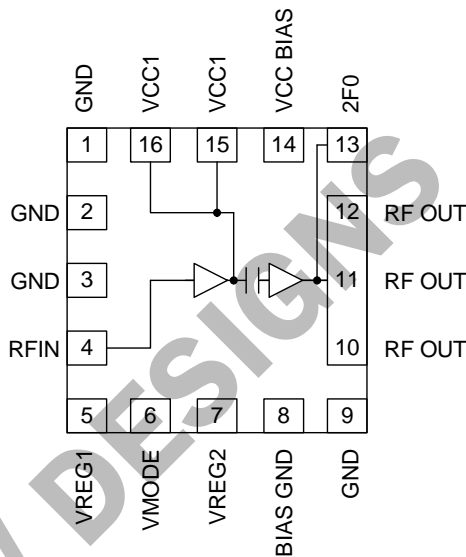 GND
VCC1
VCC1
VCC BIAS
2F0
1
16
15
14
13
GND
2
12
RF OUT
GND
3
11
RF OUT
RFIN
4
10
RF OUT
5
6
7
8
9
VREG1
VMODE
VREG2
BIAS GND
GND
DESIGNS